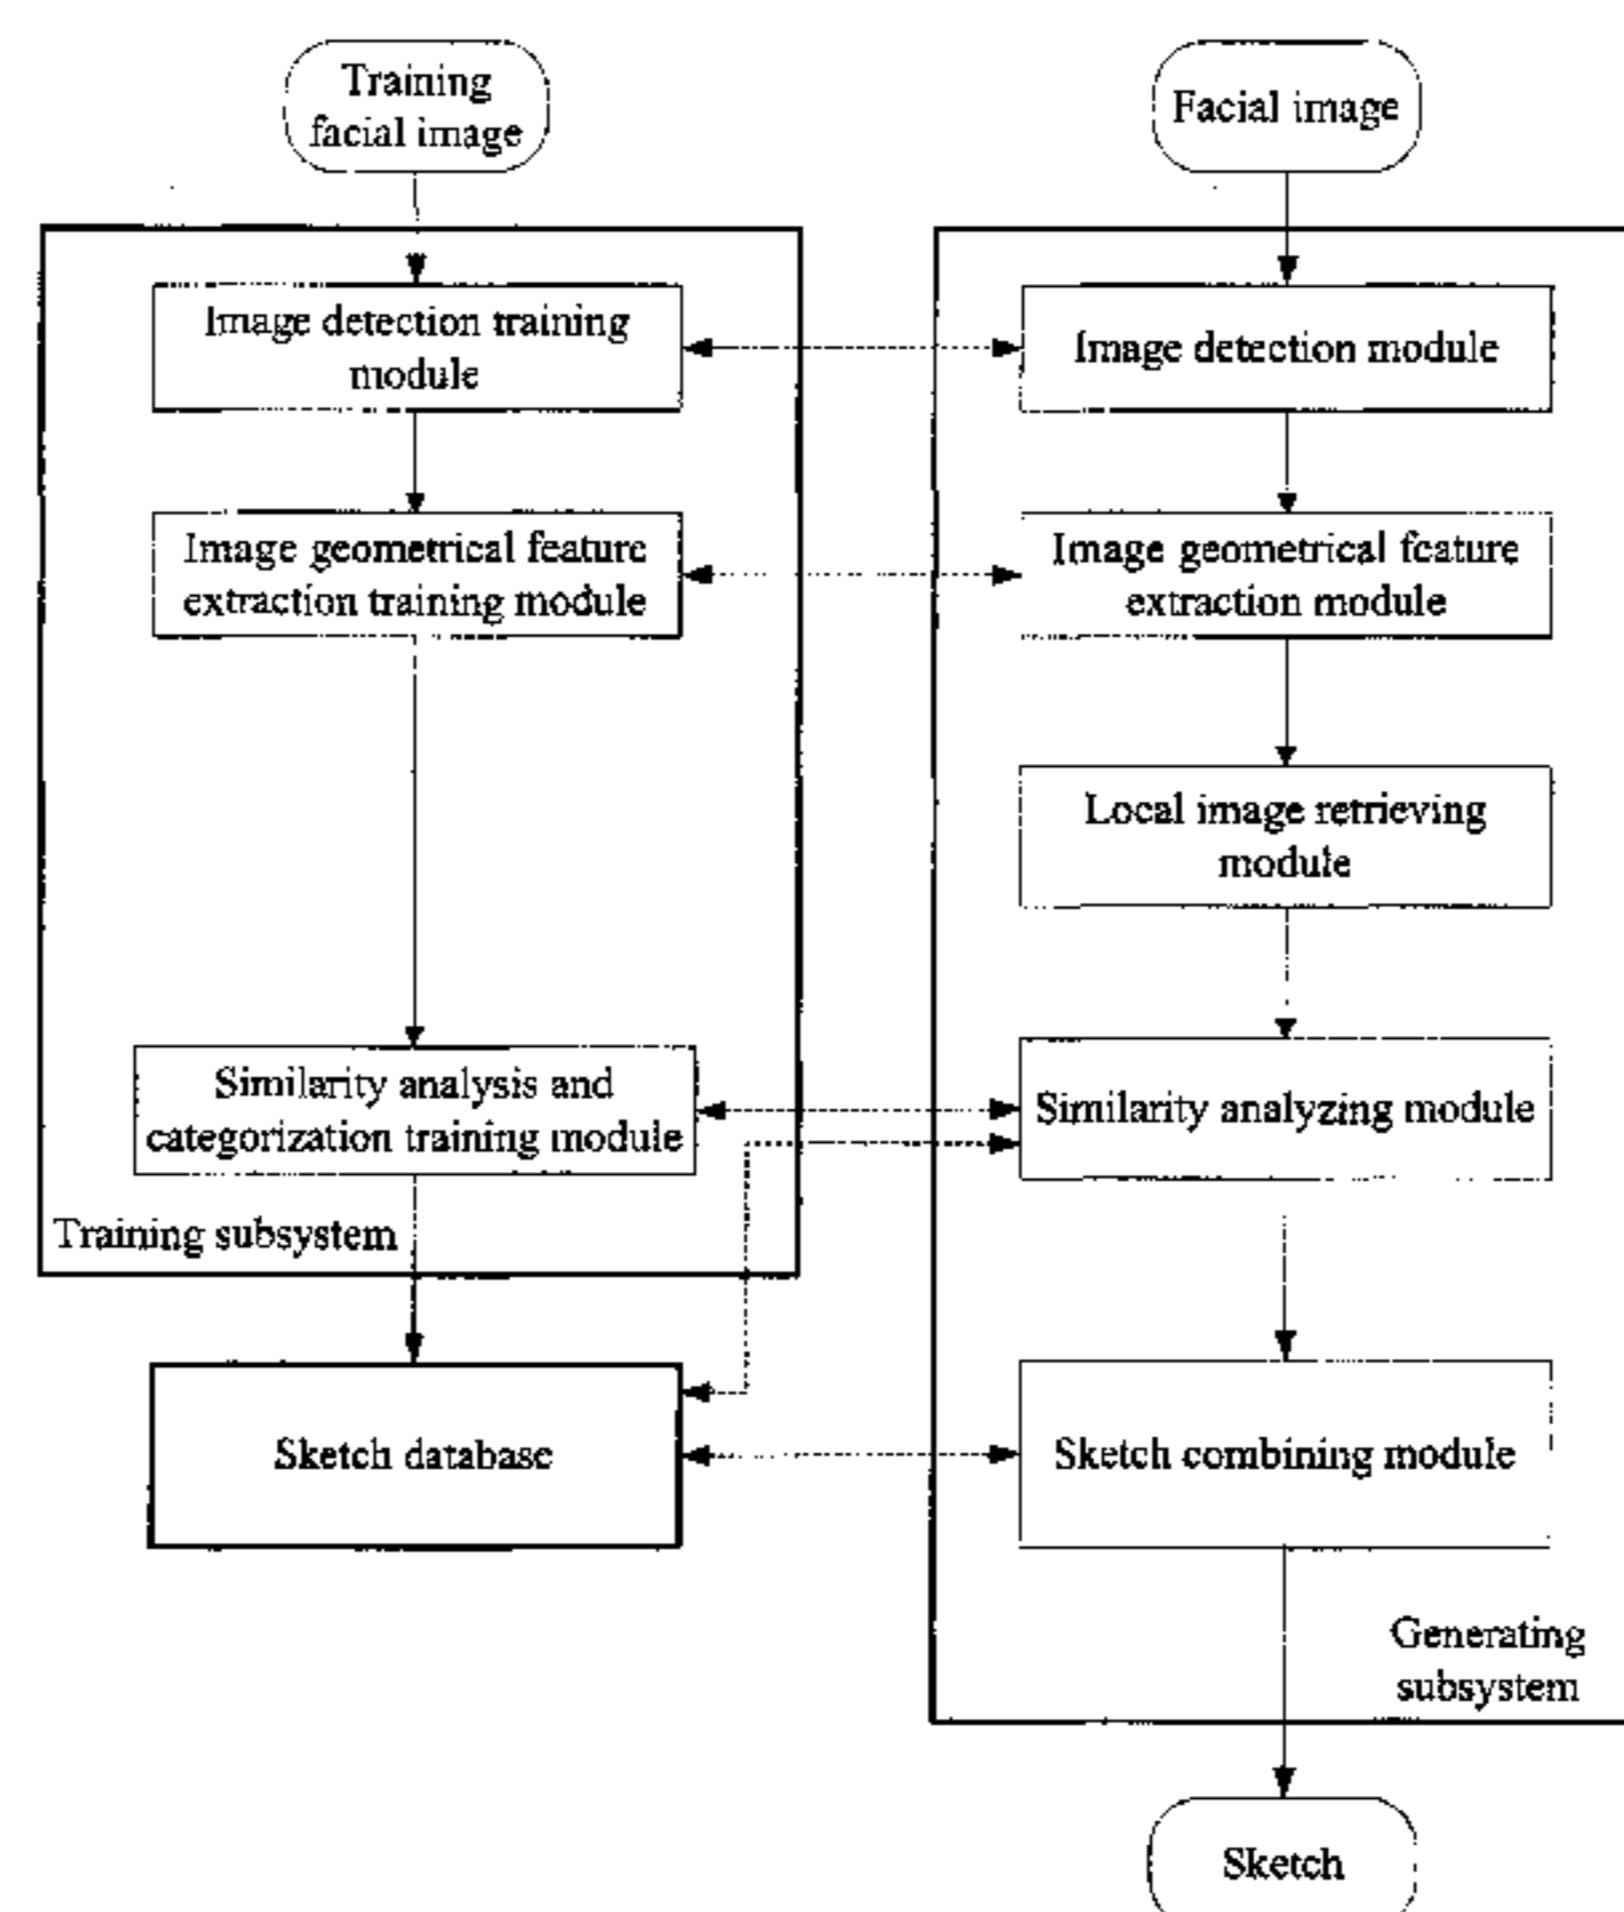 Training
facial image
Facial image
Image detection training
module
Image detection module
Image geometrical feature
extraction training module
Image geometrical feature
extraction module
Local image retrieving
module
Similarity analysis and
categorization training module
Similarity analyzing module
Training subsystem
Sketch database
Sketch combining module
Generating
subsystem
Sketch